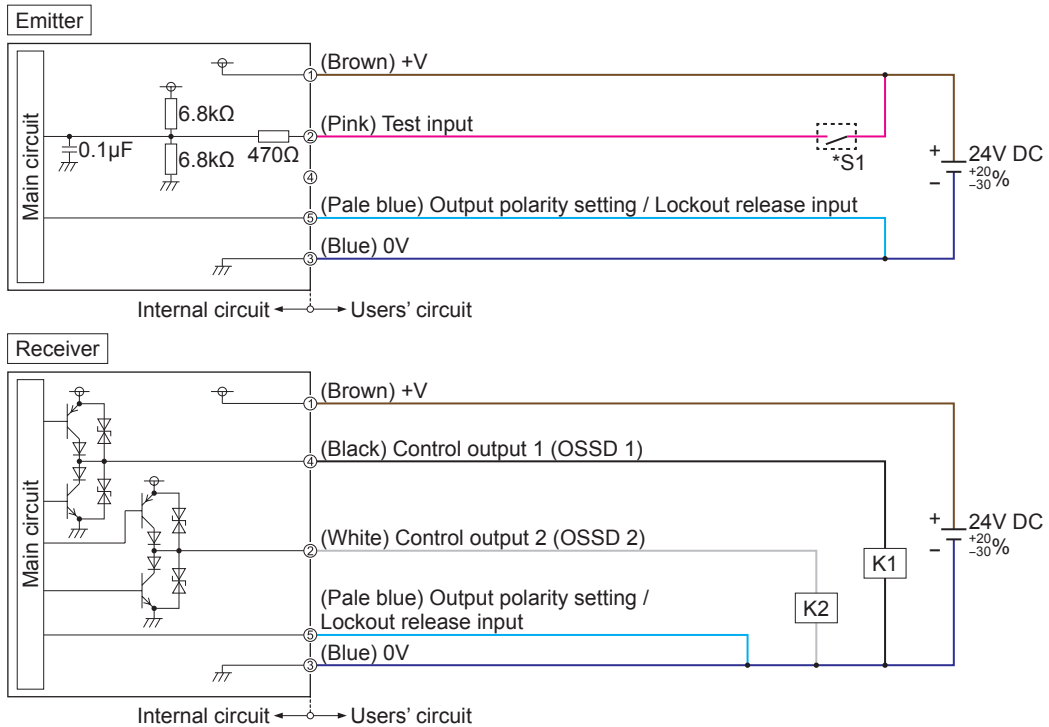 Emitter
(Brown) +V
①
6.8kΩ
(Pink) Test input
②
0.1μF
6.8kΩ
470Ω
*S1
+
24V DC
+20
–30 %
–
④
Main circuit
(Pale blue) Output polarity setting / Lockout release input
⑤
(Blue) 0V
③
Internal circuit
Users' circuit
Receiver
(Brown) +V
①
(Black) Control output 1 (OSSD 1)
④
Main circuit
+
24V DC
+20
–30 %
–
(White) Control output 2 (OSSD 2)
②
K1
K2
(Pale blue) Output polarity setting /
Lockout release input
⑤
(Blue) 0V
③
Internal circuit
Users' circuit